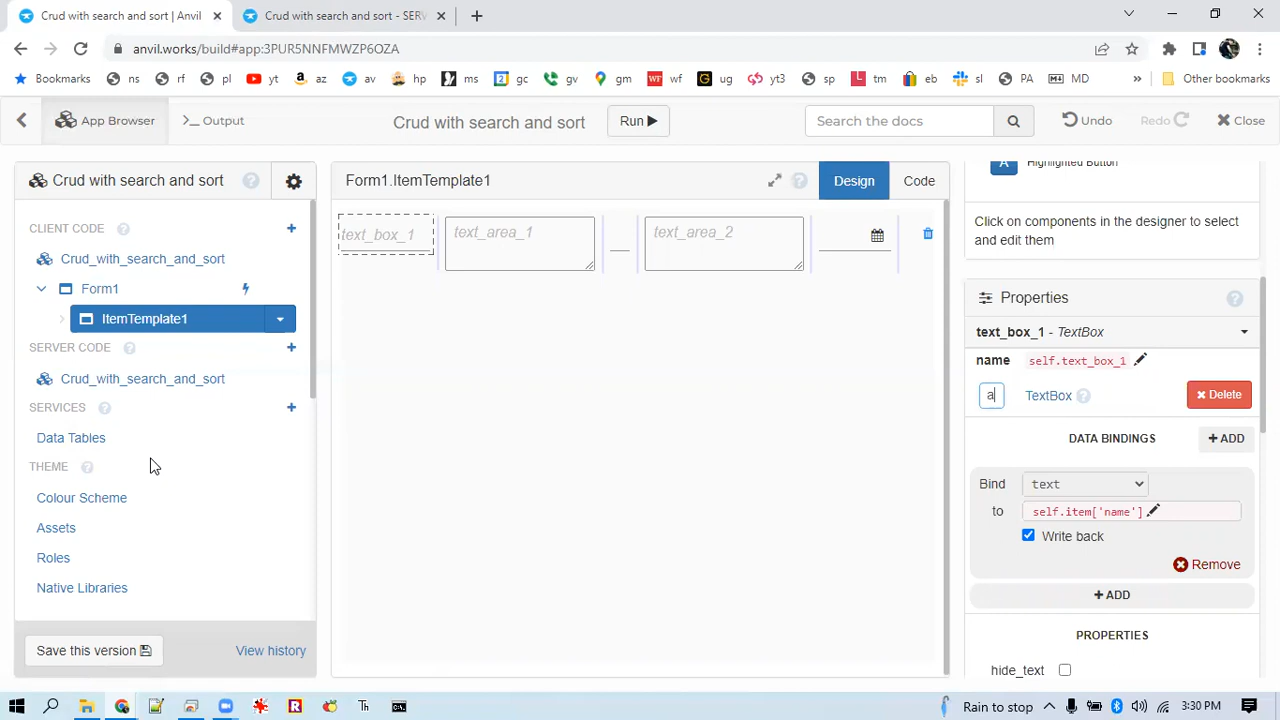 Crud with search and sort | Anvil
Crud with search and sort - SERV
anvil.works/build#app:3PUR5NNFMWZP6OZA
Bookmarks ns rf pl yt az av hp ms gc gv gm wf ug yt3 sp tm eb sl PA MD » Other bookmarks
App Browser
Output
Crud with search and sort
Run
Search the docs
Undo
Redo
Close
Crud with search and sort
CLIENT CODE
Crud_with_search_and_sort
Form1
ItemTemplate1
SERVER CODE
Crud_with_search_and_sort
SERVICES
Data Tables
THEME
Colour Scheme
Assets
Roles
Native Libraries
Save this version
View history
Form1.ItemTemplate1
Design
Code
text_box_1
text_area_1
text_area_2
Highlighted Button
Click on components in the designer to select
and edit them
Properties
text_box_1 - TextBox
name self.text_box_1
a TextBox
Delete
DATA BINDINGS
+ ADD
Bind text
to self.item['name']
Write back
Remove
+ ADD
PROPERTIES
hide_text
Rain to stop
3:30 PM